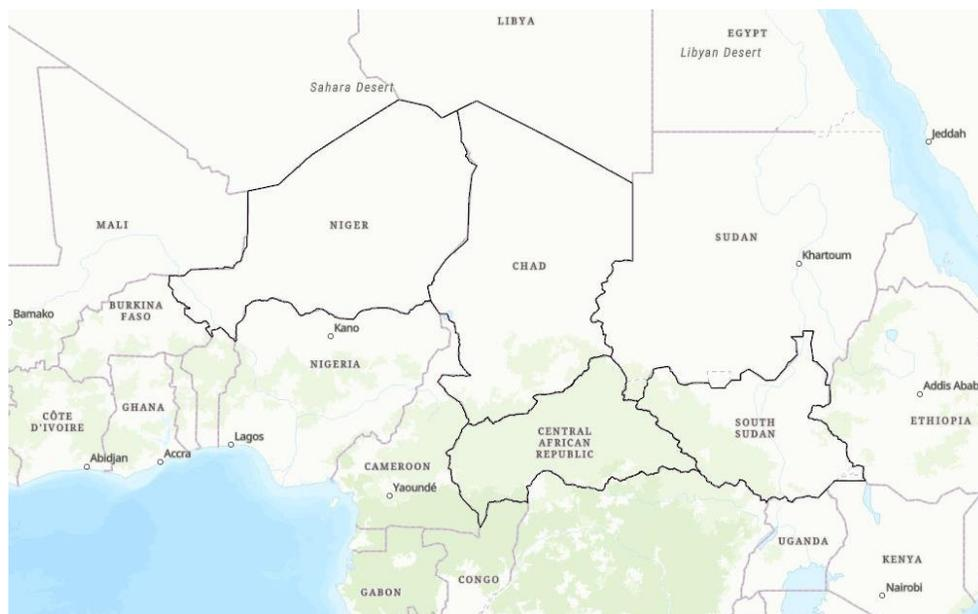 LIBYA
EGYPT
Libyan Desert
Sahara Desert
Jeddah
MALI
NIGER
SUDAN
Khartoum
CHAD
Bamako
BURKINA
FASO
Kano
NIGERIA
Addis Abab
CÔTE
D'IVOIRE
GHANA
ETHIOPIA
SOUTH
SUDAN
CENTRAL
AFRICAN
REPUBLIC
Lagos
Abidjan
Accra
CAMEROON
Yaoundé
UGANDA
KENYA
GABON
CONGO
Nairobi